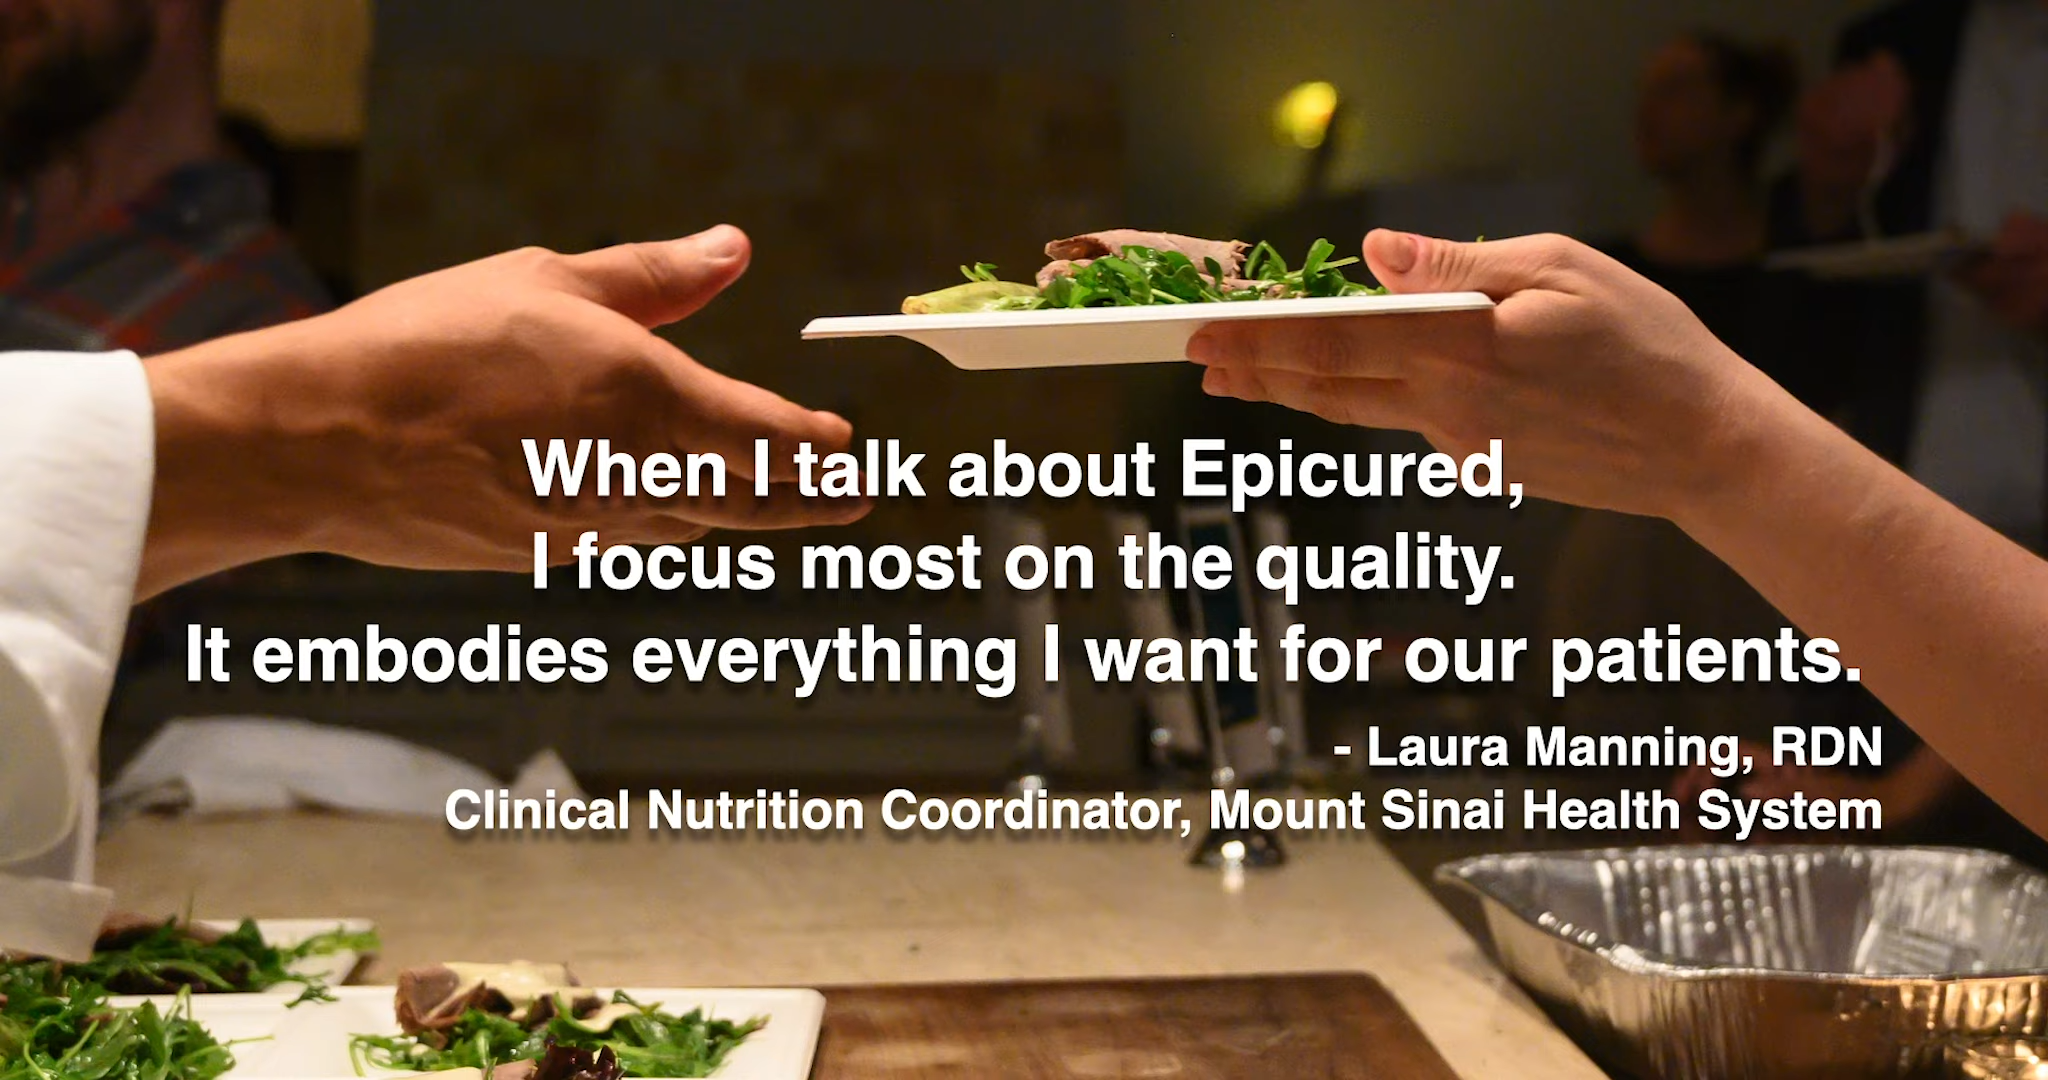 When I talk about Epicured,
I focus most on the quality.
It embodies everything I want for our patients.
- Laura Manning, RDN
Clinical Nutrition Coordinator, Mount Sinai Health System